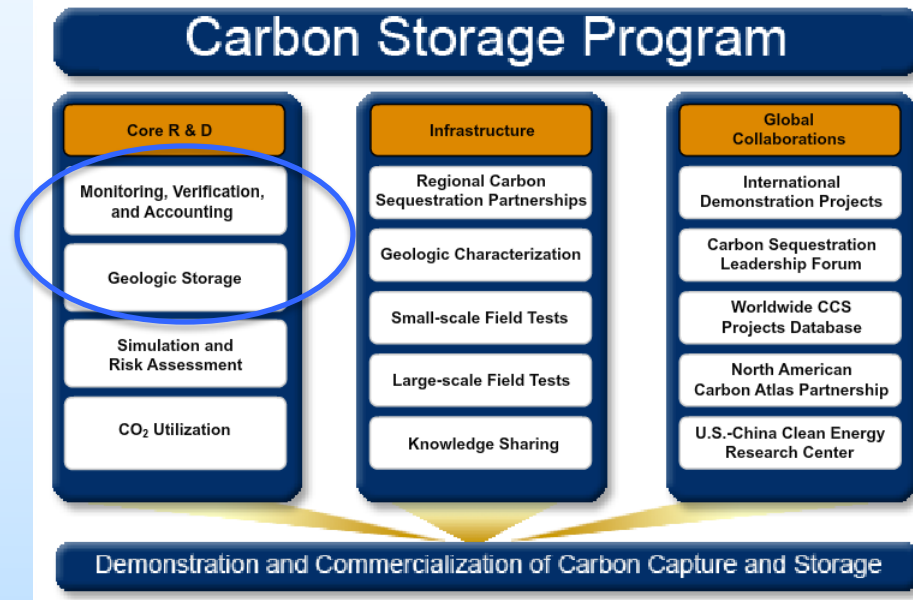 Carbon Storage Program
Core R & D
Monitoring, Verification,
and Accounting
Geologic Storage
Simulation and
Risk Assessment
CO₂ Utilization
Infrastructure
Regional Carbon
Sequestration Partnerships
Geologic Characterization
Small-scale Field Tests
Large-scale Field Tests
Knowledge Sharing
Global
Collaborations
International
Demonstration Projects
Carbon Sequestration
Leadership Forum
Worldwide CCS
Projects Database
North American
Carbon Atlas Partnership
U.S.-China Clean Energy
Research Center
Demonstration and Commercialization of Carbon Capture and Storage